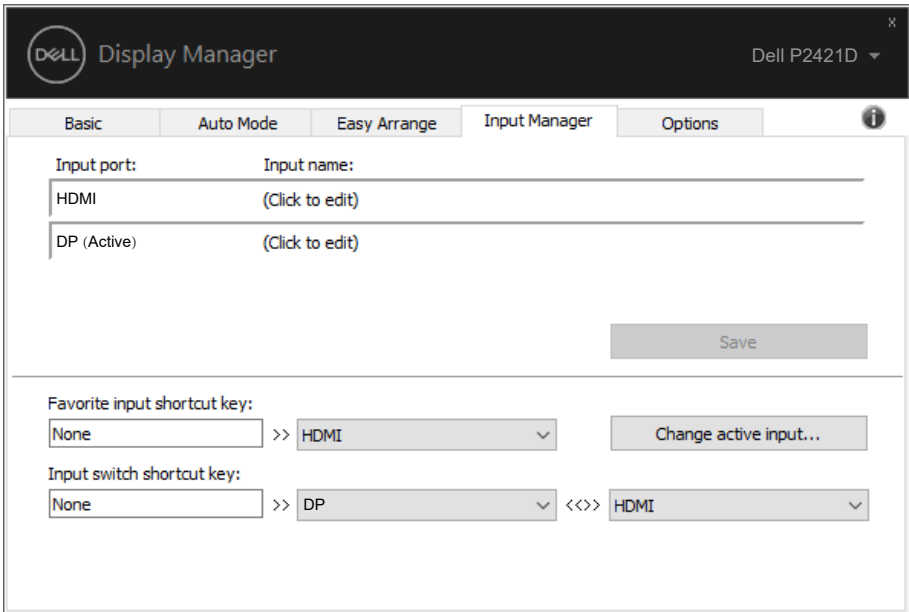 x
DELL Display Manager Dell P2421D
Basic Auto Mode Easy Arrange Input Manager Options i
Input port: Input name:
HDMI (Click to edit)
DP (Active) (Click to edit)
Save
Favorite input shortcut key:
None >> HDMI Change active input...
Input switch shortcut key:
None >> DP <<>> HDMI